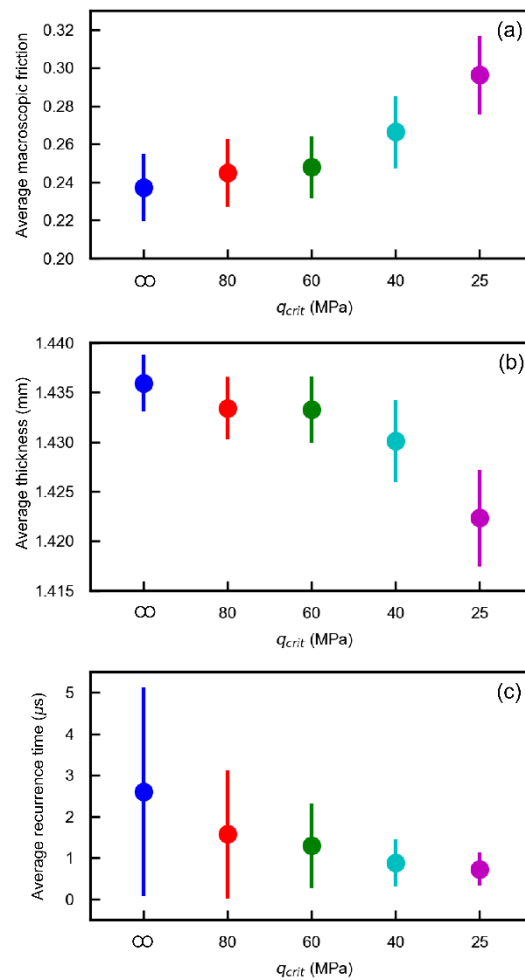 (a)
Average macroscopic friction
0.32
0.30
0.28
0.26
0.24
0.22
0.20
∞ 80 60 40 25
q_crit (MPa)
(b)
Average thickness (mm)
1.440
1.435
1.430
1.425
1.420
1.415
∞ 80 60 40 25
q_crit (MPa)
(c)
Average recurrence time (μs)
5
4
3
2
1
0
∞ 80 60 40 25
q_crit (MPa)